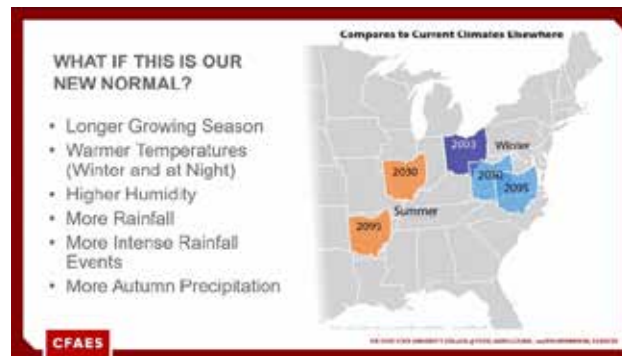 Compares to Current Climates Elsewhere
WHAT IF THIS IS OUR
NEW NORMAL?
• Longer Growing Season
• Warmer Temperatures
(Winter and at Night)
• Higher Humidity
• More Rainfall
• More Intense Rainfall
Events
• More Autumn Precipitation
2003
Winter
2030
2030
2095
Summer
2095
CFAES